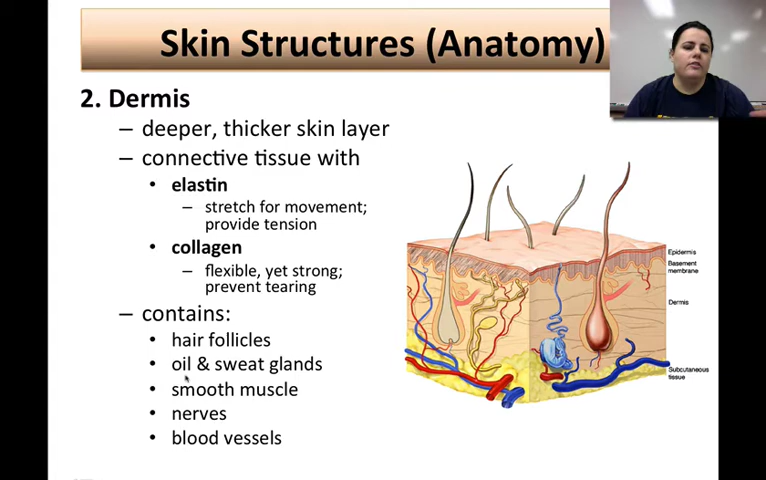 Skin Structures (Anatomy)
2. Dermis
– deeper, thicker skin layer
– connective tissue with
• elastin
– stretch for movement;
provide tension
• collagen
– flexible, yet strong;
prevent tearing
– contains:
• hair follicles
• oil & sweat glands
• smooth muscle
• nerves
• blood vessels
Epidermis
Basement
membrane
Dermis
Subcutaneous
tissue